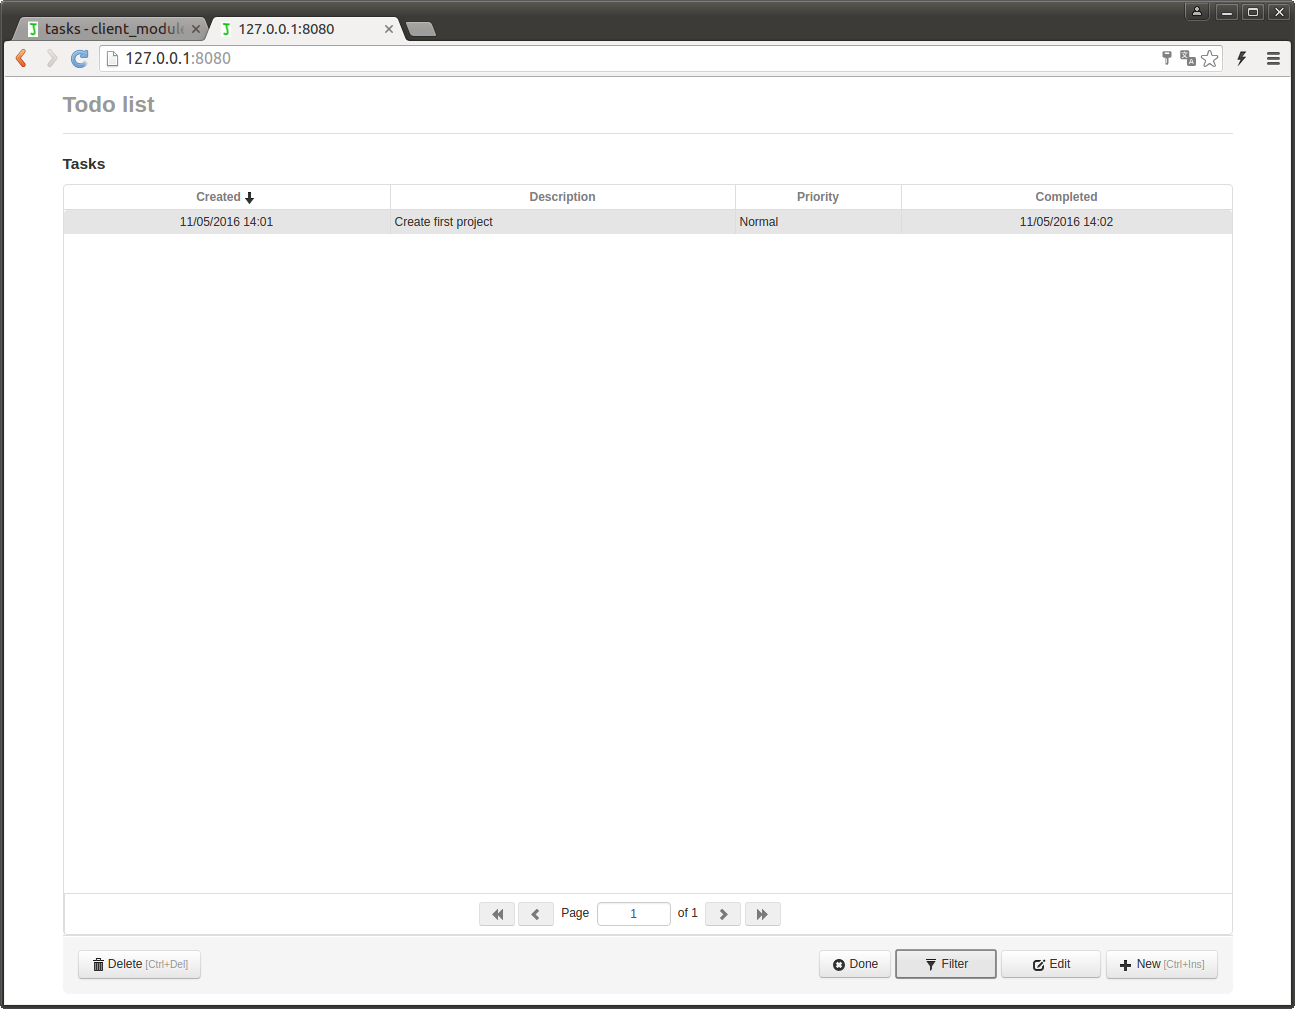 tasks - client_module
127.0.0.1:8080
127.0.0.1:8080
Todo list
Tasks
Created Description Priority Completed
11/05/2016 14:01 Create first project Normal 11/05/2016 14:02
Page 1 of 1
Delete [Ctrl+Del] Done Filter Edit New [Ctrl+Ins]